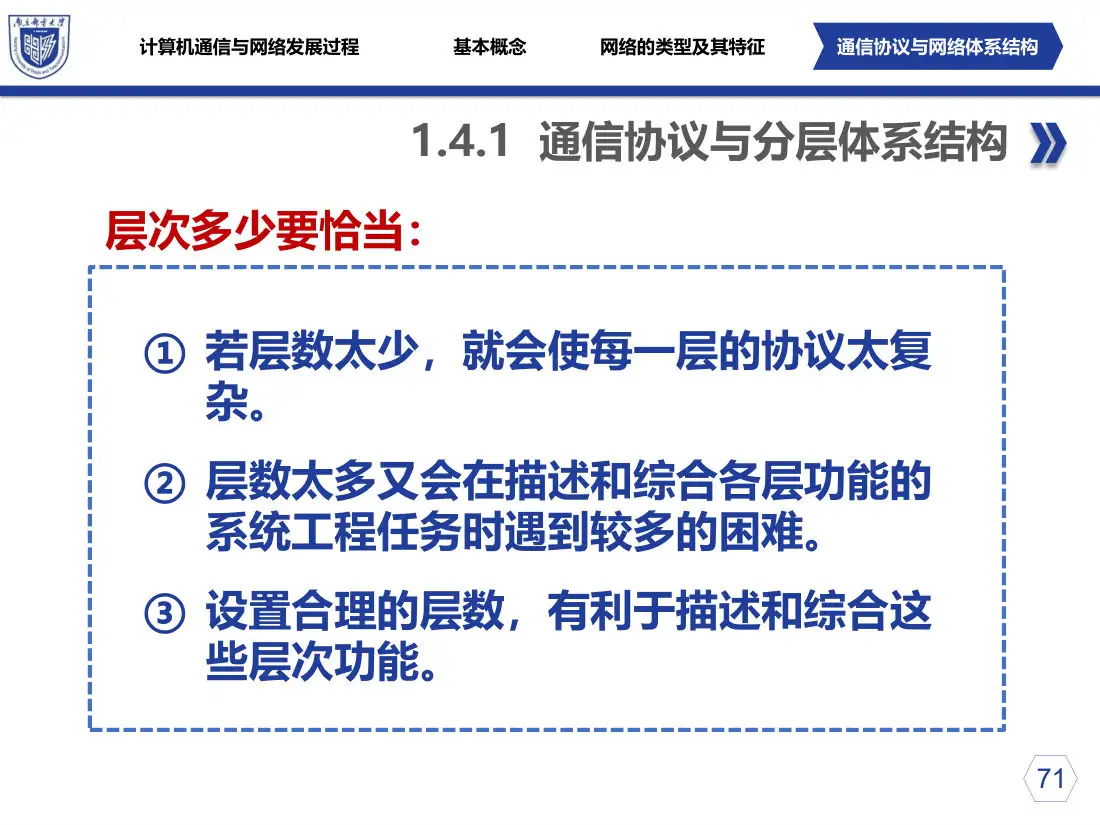 南京邮电大学
计算机通信与网络发展过程
基本概念
网络的类型及其特征
通信协议与网络体系结构
1.4.1 通信协议与分层体系结构
层次多少要恰当：
① 若层数太少，就会使每一层的协议太复
杂。
② 层数太多又会在描述和综合各层功能的
系统工程任务时遇到较多的困难。
③ 设置合理的层数，有利于描述和综合这
些层次功能。
71